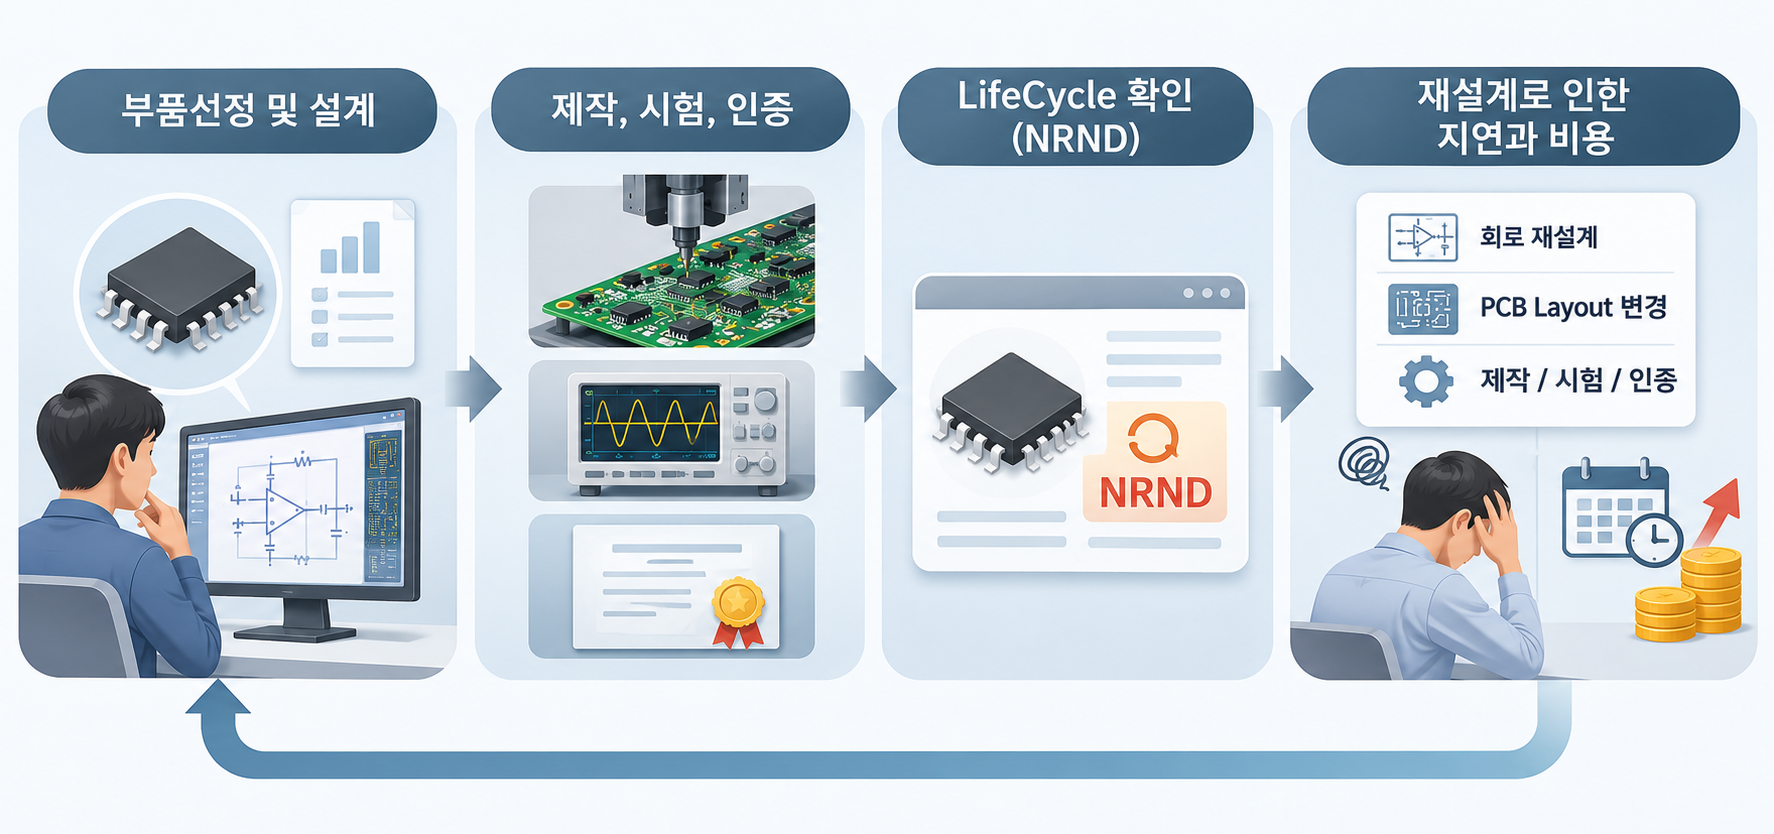 부품선정 및 설계
제작, 시험, 인증
LifeCycle 확인
(NRND)
재설계로 인한
지연과 비용
NRND
회로 재설계
PCB Layout 변경
제작 / 시험 / 인증